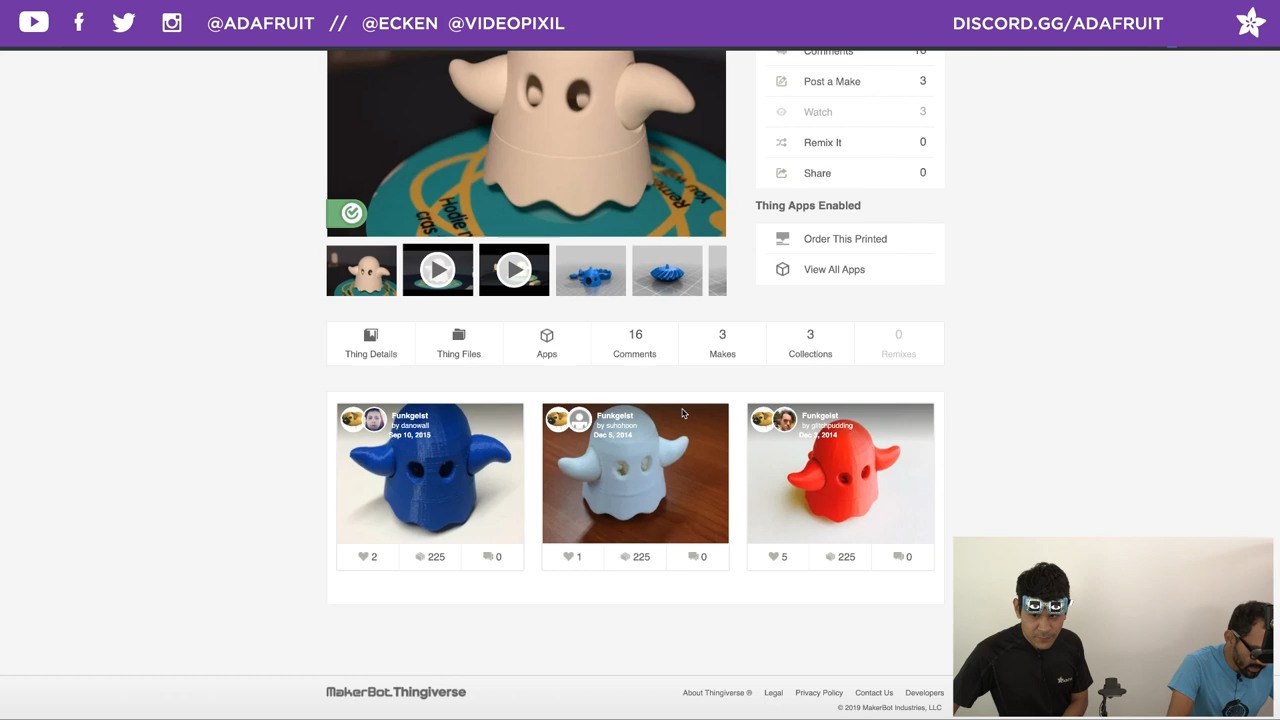 @ADAFRUIT // @ECKEN @VIDEOPIXIL
DISCORD.GG/ADAFRUIT
Comments
Post a Make 3
Watch 3
Remix It 0
Share 0
Thing Apps Enabled
Order This Printed
View All Apps
Thing Details
Thing Files
Apps
16 Comments
3 Makes
3 Collections
0 Remixes
Funkgeist
by danowall
Sep 10, 2015
Funkgeist
by suhohoon
Dec 5, 2014
Funkgeist
by glitchpudding
2014
2 225 0
1 225 0
5 225 0
MakerBot.Thingiverse
About Thingiverse ® Legal Privacy Policy Contact Us Developers
© 2019 MakerBot Industries, LLC